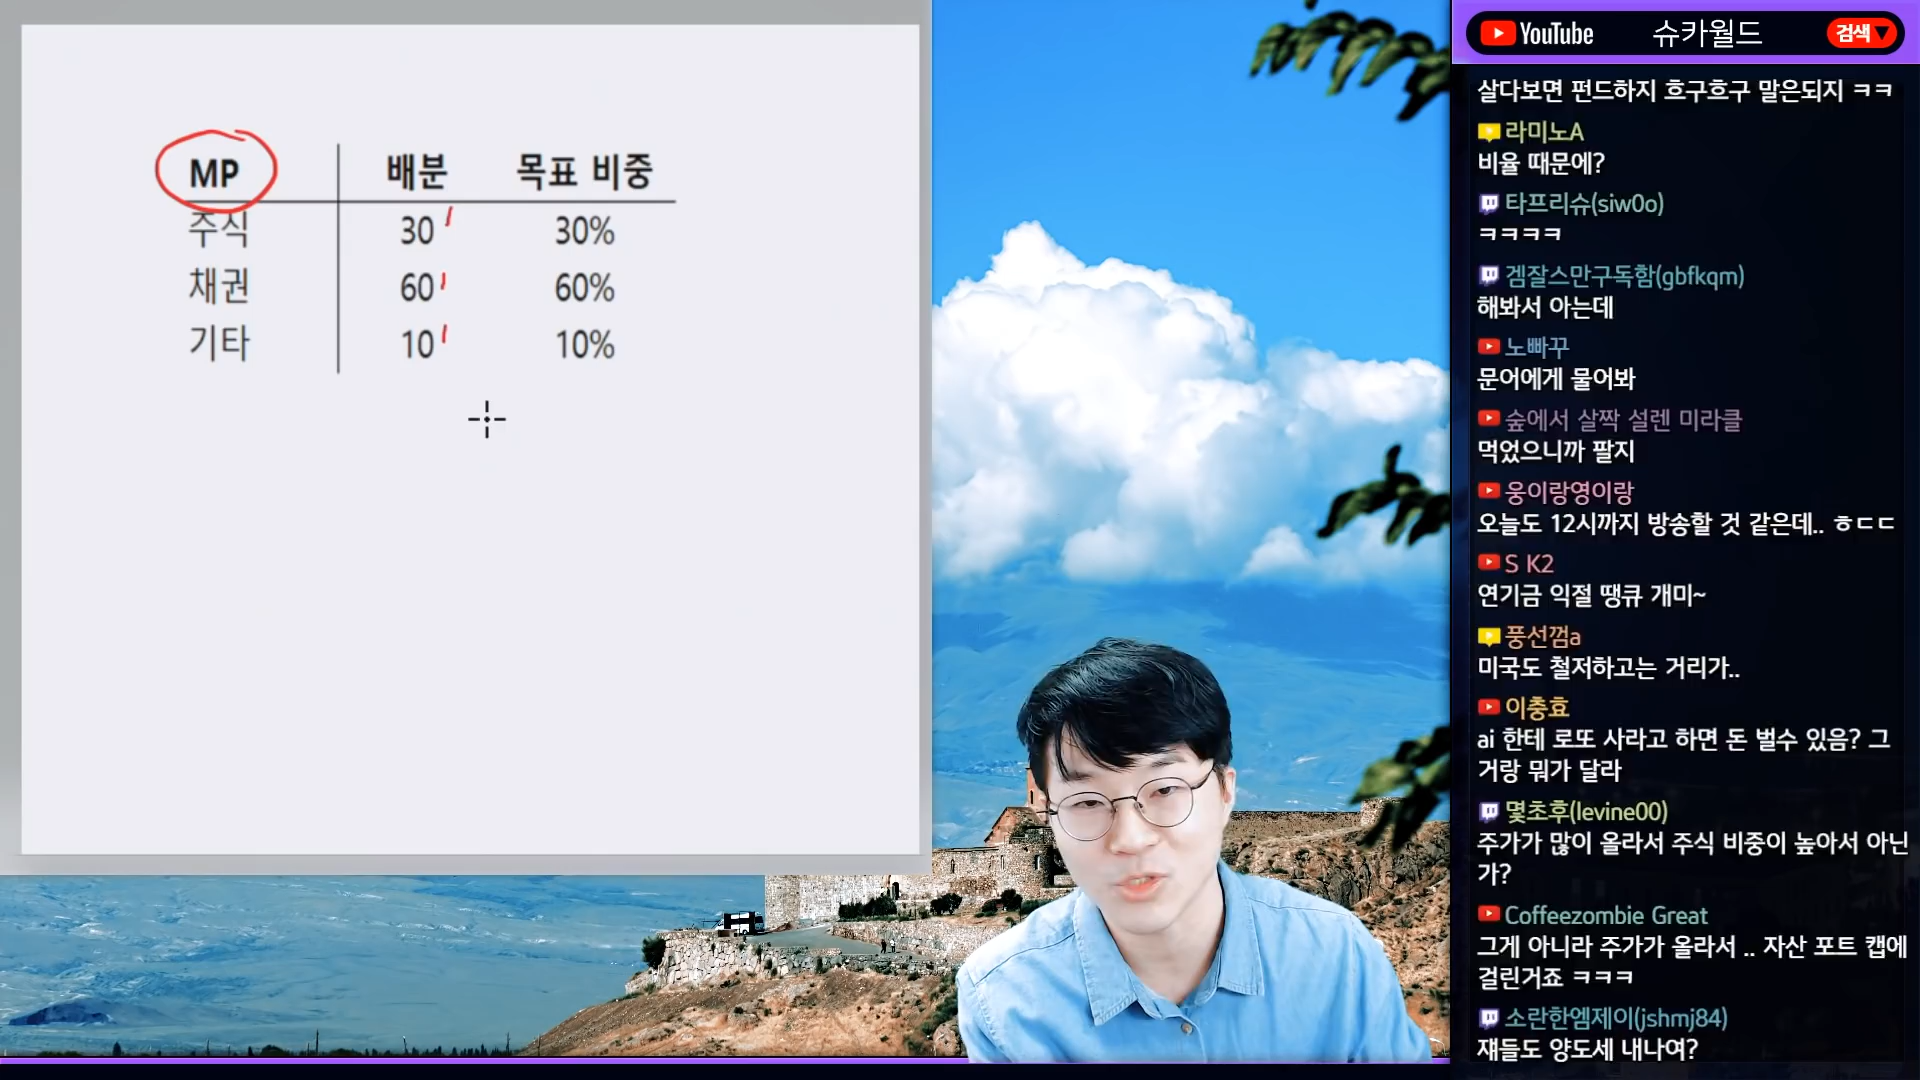 MP 배분 목표 비중
주식 30 30%
채권 60 60%
기타 10 10%
YouTube 슈카월드 검색▼
살다보면 펀드하지 흐구흐구 말은되지 ㅋㅋ
라미노A
비율 때문에?
타프리슈(siw0o)
ㅋㅋㅋㅋ
겜잘스만구독함(gbfkqm)
해봐서 아는데
노빠꾸
문어에게 물어봐
숲에서 살짝 설렌 미라클
먹었으니까 팔지
웅이랑영이랑
오늘도 12시까지 방송할 것 같은데.. ㅎㄷㄷ
S K2
연기금 익절 땡큐 개미~
풍선껌a
미국도 철저하고는 거리가..
이충효
ai 한테 로또 사라고 하면 돈 벌수 있음? 그
거랑 뭐가 달라
몇초후(levine00)
주가가 많이 올라서 주식 비중이 높아서 아닌
가?
Coffeezombie Great
그게 아니라 주가가 올라서 .. 자산 포트 캡에
걸린거죠 ㅋㅋㅋ
소란한엠제이(jshmj84)
쟤들도 양도세 내나여?